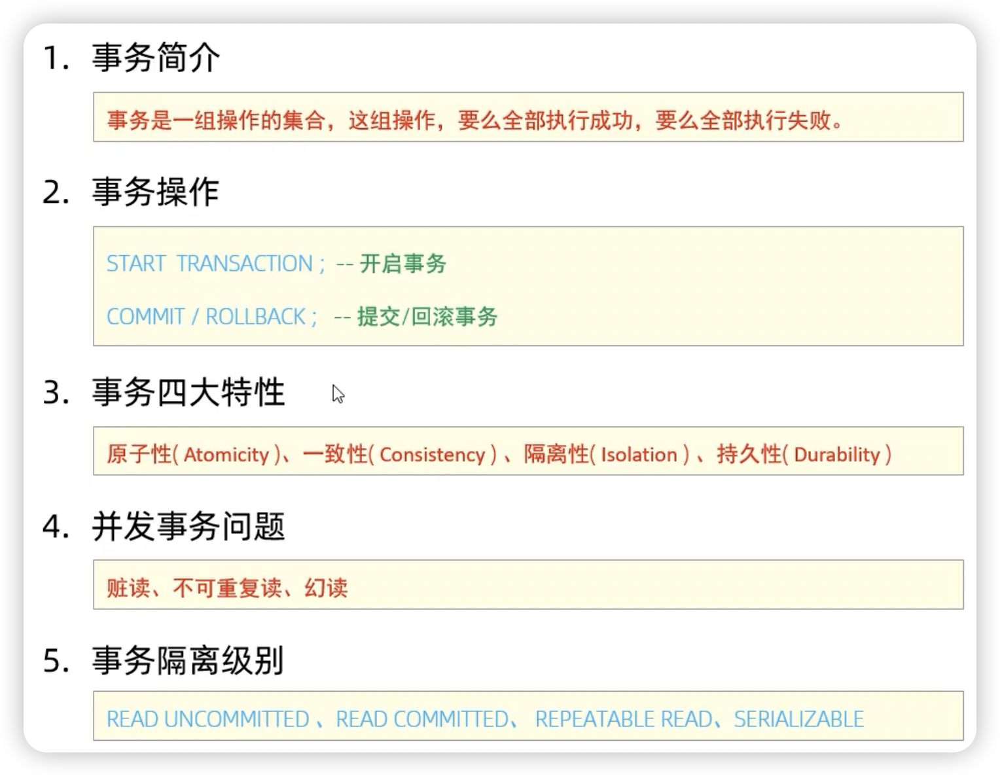 1. 事务简介
事务是一组操作的集合，这组操作，要么全部执行成功，要么全部执行失败。
2. 事务操作
START TRANSACTION ; -- 开启事务
COMMIT / ROLLBACK ; -- 提交/回滚事务
3. 事务四大特性
原子性( Atomicity )、一致性( Consistency ) 、隔离性( Isolation ) 、持久性( Durability )
4. 并发事务问题
脏读、不可重复读、幻读
5. 事务隔离级别
READ UNCOMMITTED 、READ COMMITTED、 REPEATABLE READ、SERIALIZABLE